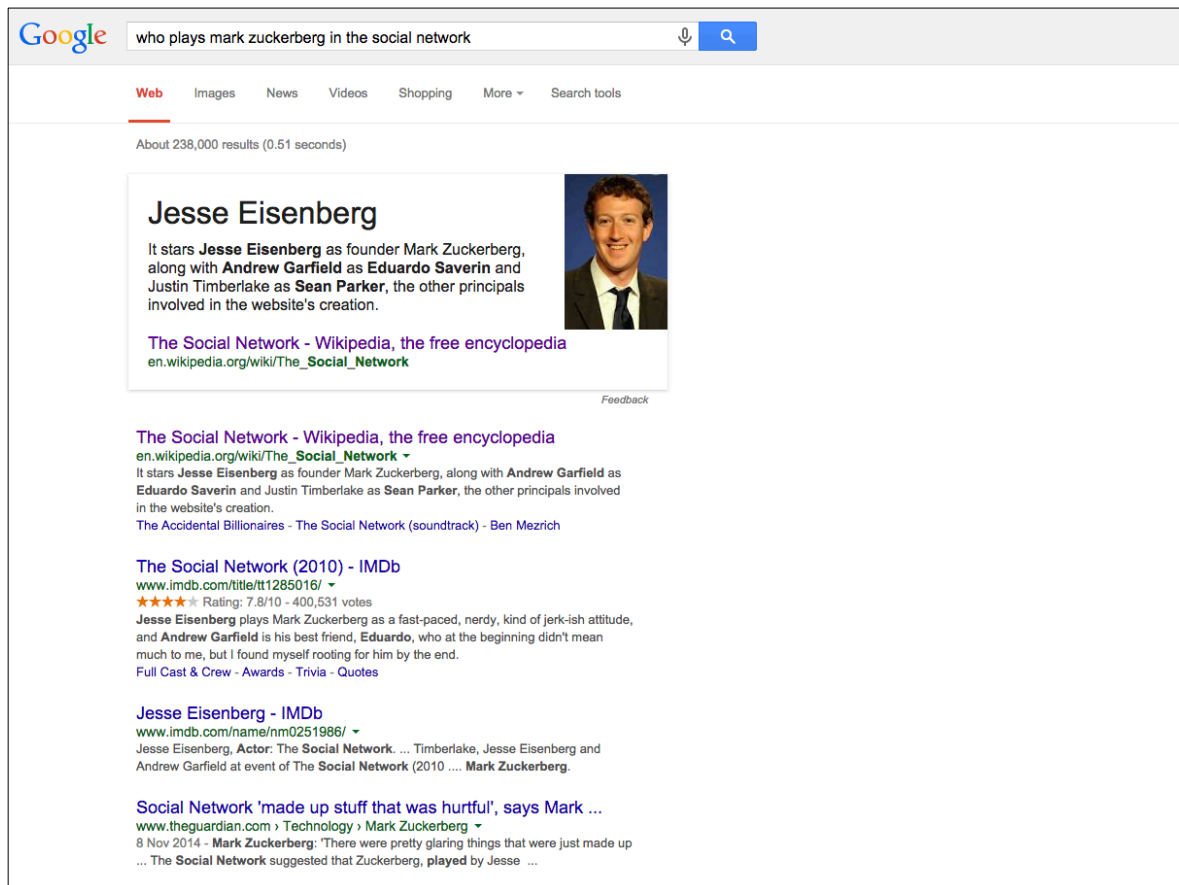 Google
who plays mark zuckerberg in the social network
Web Images News Videos Shopping More Search tools
About 238,000 results (0.51 seconds)
Jesse Eisenberg
It stars Jesse Eisenberg as founder Mark Zuckerberg,
along with Andrew Garfield as Eduardo Saverin and
Justin Timberlake as Sean Parker, the other principals
involved in the website's creation.
The Social Network - Wikipedia, the free encyclopedia
en.wikipedia.org/wiki/The_Social_Network
Feedback
The Social Network - Wikipedia, the free encyclopedia
en.wikipedia.org/wiki/The_Social_Network
It stars Jesse Eisenberg as founder Mark Zuckerberg, along with Andrew Garfield as
Eduardo Saverin and Justin Timberlake as Sean Parker, the other principals involved
in the website's creation.
The Accidental Billionaires - The Social Network (soundtrack) - Ben Mezrich
The Social Network (2010) - IMDb
www.imdb.com/title/tt1285016/
Rating: 7.8/10 - 400,531 votes
Jesse Eisenberg plays Mark Zuckerberg as a fast-paced, nerdy, kind of jerk-ish attitude,
and Andrew Garfield is his best friend, Eduardo, who at the beginning didn't mean
much to me, but I found myself rooting for him by the end.
Full Cast & Crew - Awards - Trivia - Quotes
Jesse Eisenberg - IMDb
www.imdb.com/name/nm0251986/
Jesse Eisenberg, Actor: The Social Network. ... Timberlake, Jesse Eisenberg and
Andrew Garfield at event of The Social Network (2010 .... Mark Zuckerberg.
Social Network 'made up stuff that was hurtful', says Mark ...
www.theguardian.com › Technology › Mark Zuckerberg
8 Nov 2014 - Mark Zuckerberg: 'There were pretty glaring things that were just made up
... The Social Network suggested that Zuckerberg, played by Jesse ...